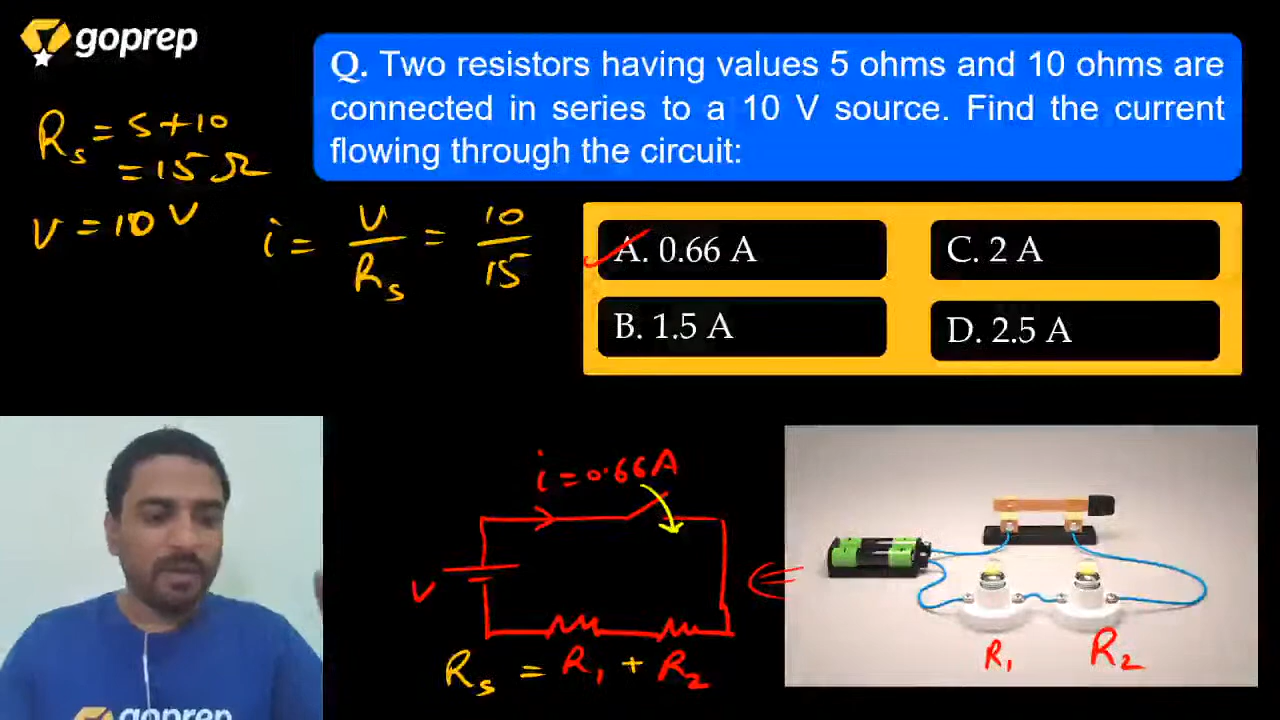 goprep
Q. Two resistors having values 5 ohms and 10 ohms are
connected in series to a 10 V source. Find the current
flowing through the circuit:
Rs = 5+10
= 15 Ω
V = 10 V
i = V/Rs = 10/15
A. 0.66 A
B. 1.5 A
C. 2 A
D. 2.5 A
i = 0.66 A
V
Rs = R1 + R2
R1
R2
goprep